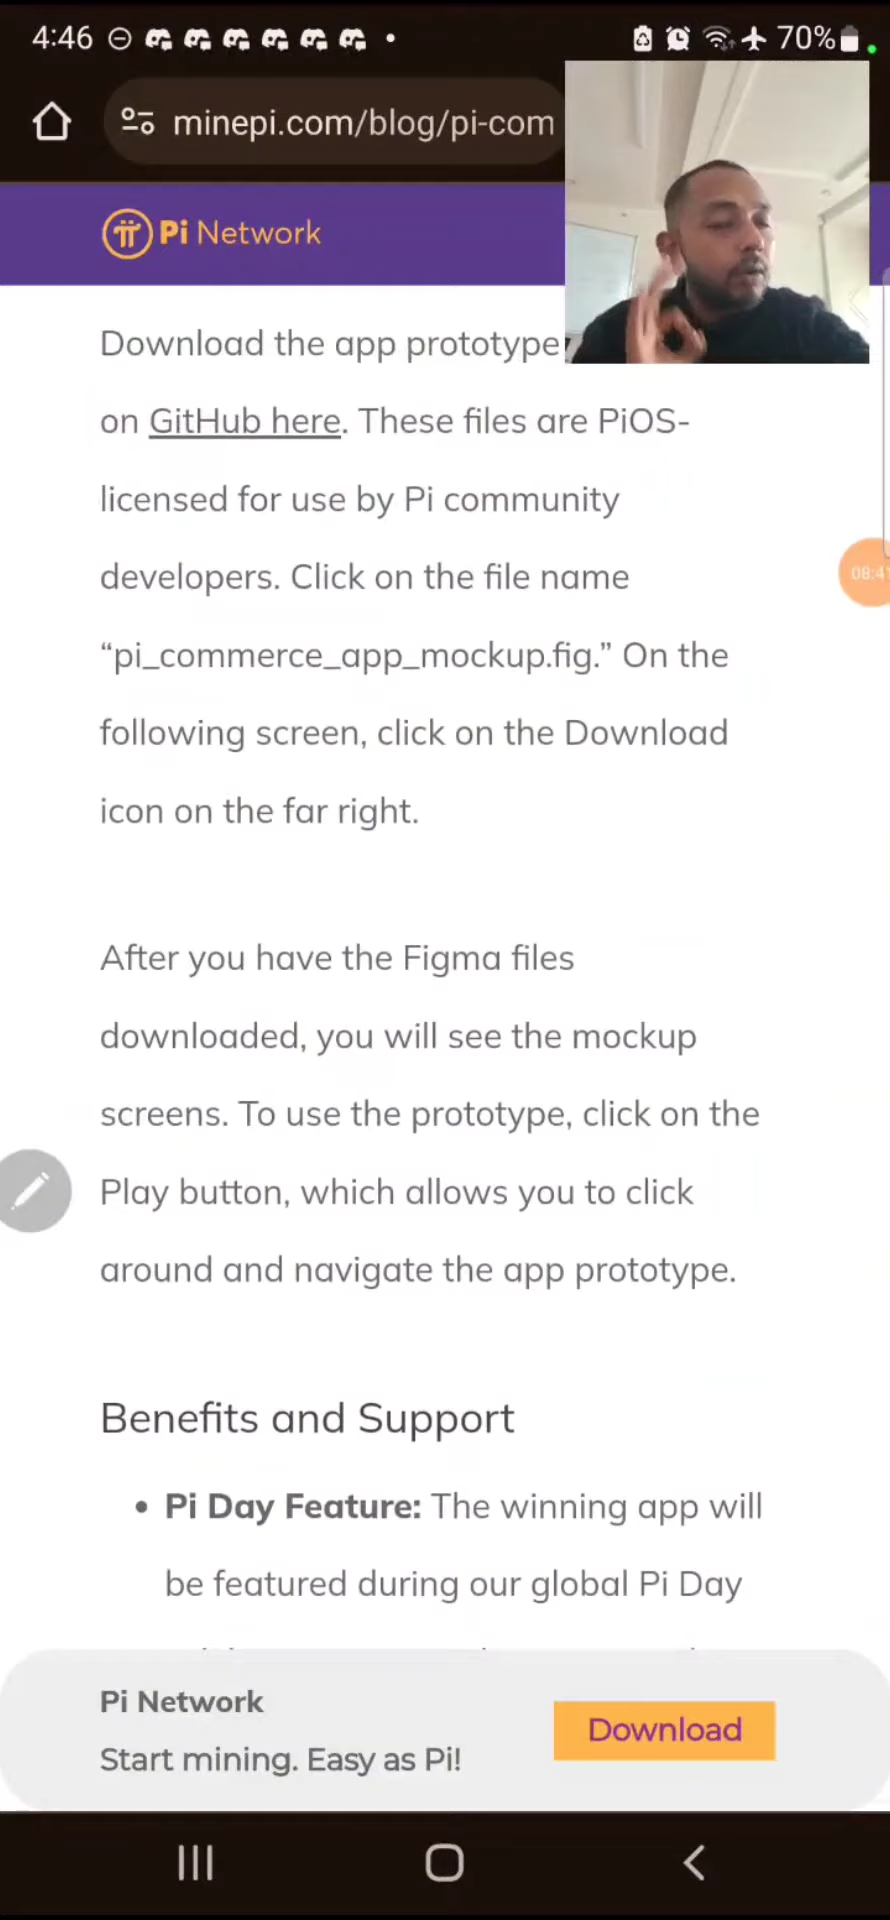 4:46
70%
minepi.com/blog/pi-com
Pi Network
Download the app prototype
on GitHub here. These files are PiOS-
licensed for use by Pi community
developers. Click on the file name
“pi_commerce_app_mockup.fig.” On the
following screen, click on the Download
icon on the far right.
After you have the Figma files
downloaded, you will see the mockup
screens. To use the prototype, click on the
Play button, which allows you to click
around and navigate the app prototype.
Benefits and Support
• Pi Day Feature: The winning app will
be featured during our global Pi Day
Pi Network
Start mining. Easy as Pi!
Download